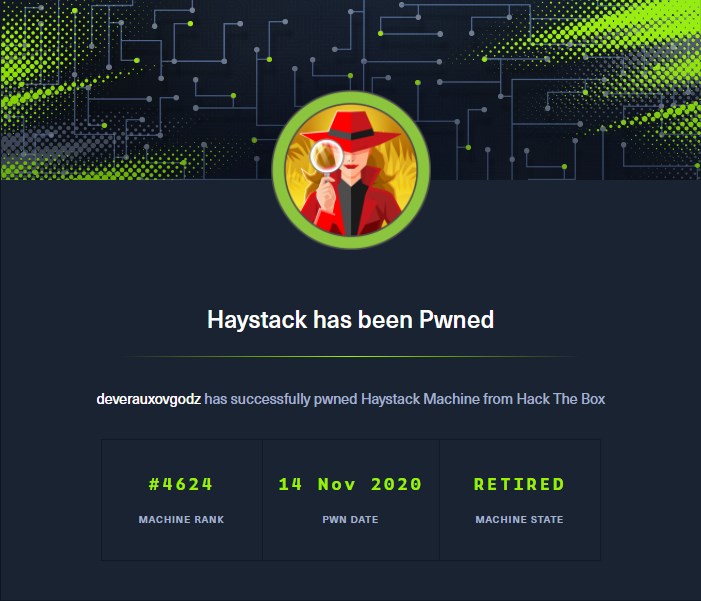 Haystack has been Pwned
deverauxovgodz has successfully pwned Haystack Machine from Hack The Box
#4624
14 Nov 2020
RETIRED
MACHINE RANK
PWN DATE
MACHINE STATE